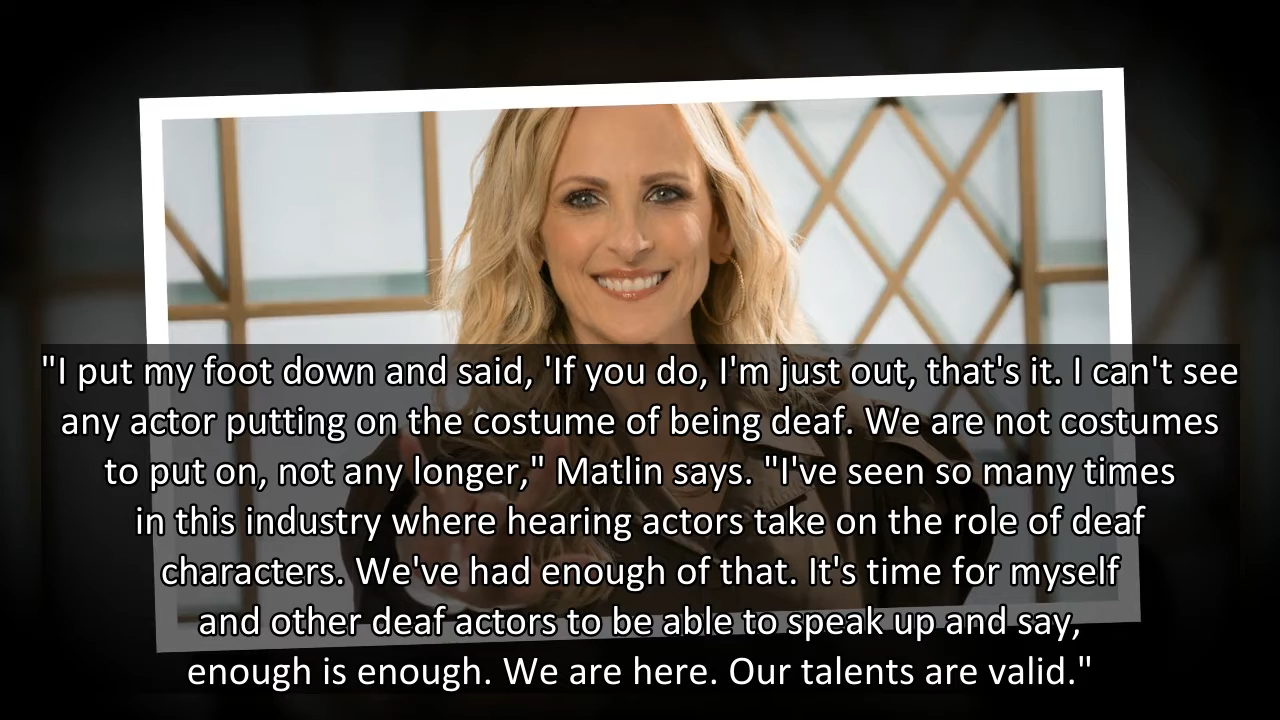 "I put my foot down and said, 'If you do, I'm just out, that's it. I can't see
any actor putting on the costume of being deaf. We are not costumes
to put on, not any longer," Matlin says. "I've seen so many times
in this industry where hearing actors take on the role of deaf
characters. We've had enough of that. It's time for myself
and other deaf actors to be able to speak up and say,
enough is enough. We are here. Our talents are valid."